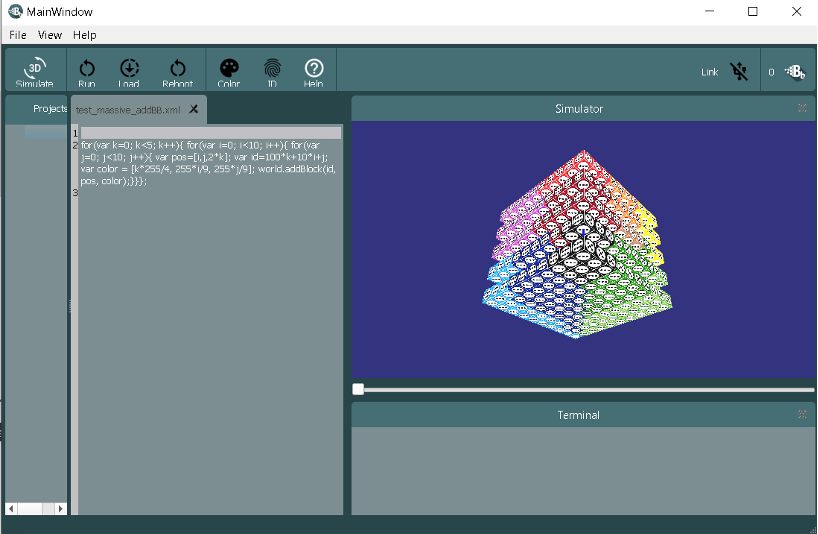 MainWindow
File View Help
3D
Simulate
Run
Load
Reboot
Color
ID
Help
Link
0
Projects
test_massive_addBB.xml
Simulator
1
2
for(var k=0; k<5; k++){ for(var i=0; i<10; i++){ for(var
j=0; j<10; j++){ var pos=[i,j,2*k]; var id=100*k+10*i+j;
var color = [k*255/4, 255*i/9, 255*j/9]; world.addBlock(id,
pos, color);}}};
3
Terminal